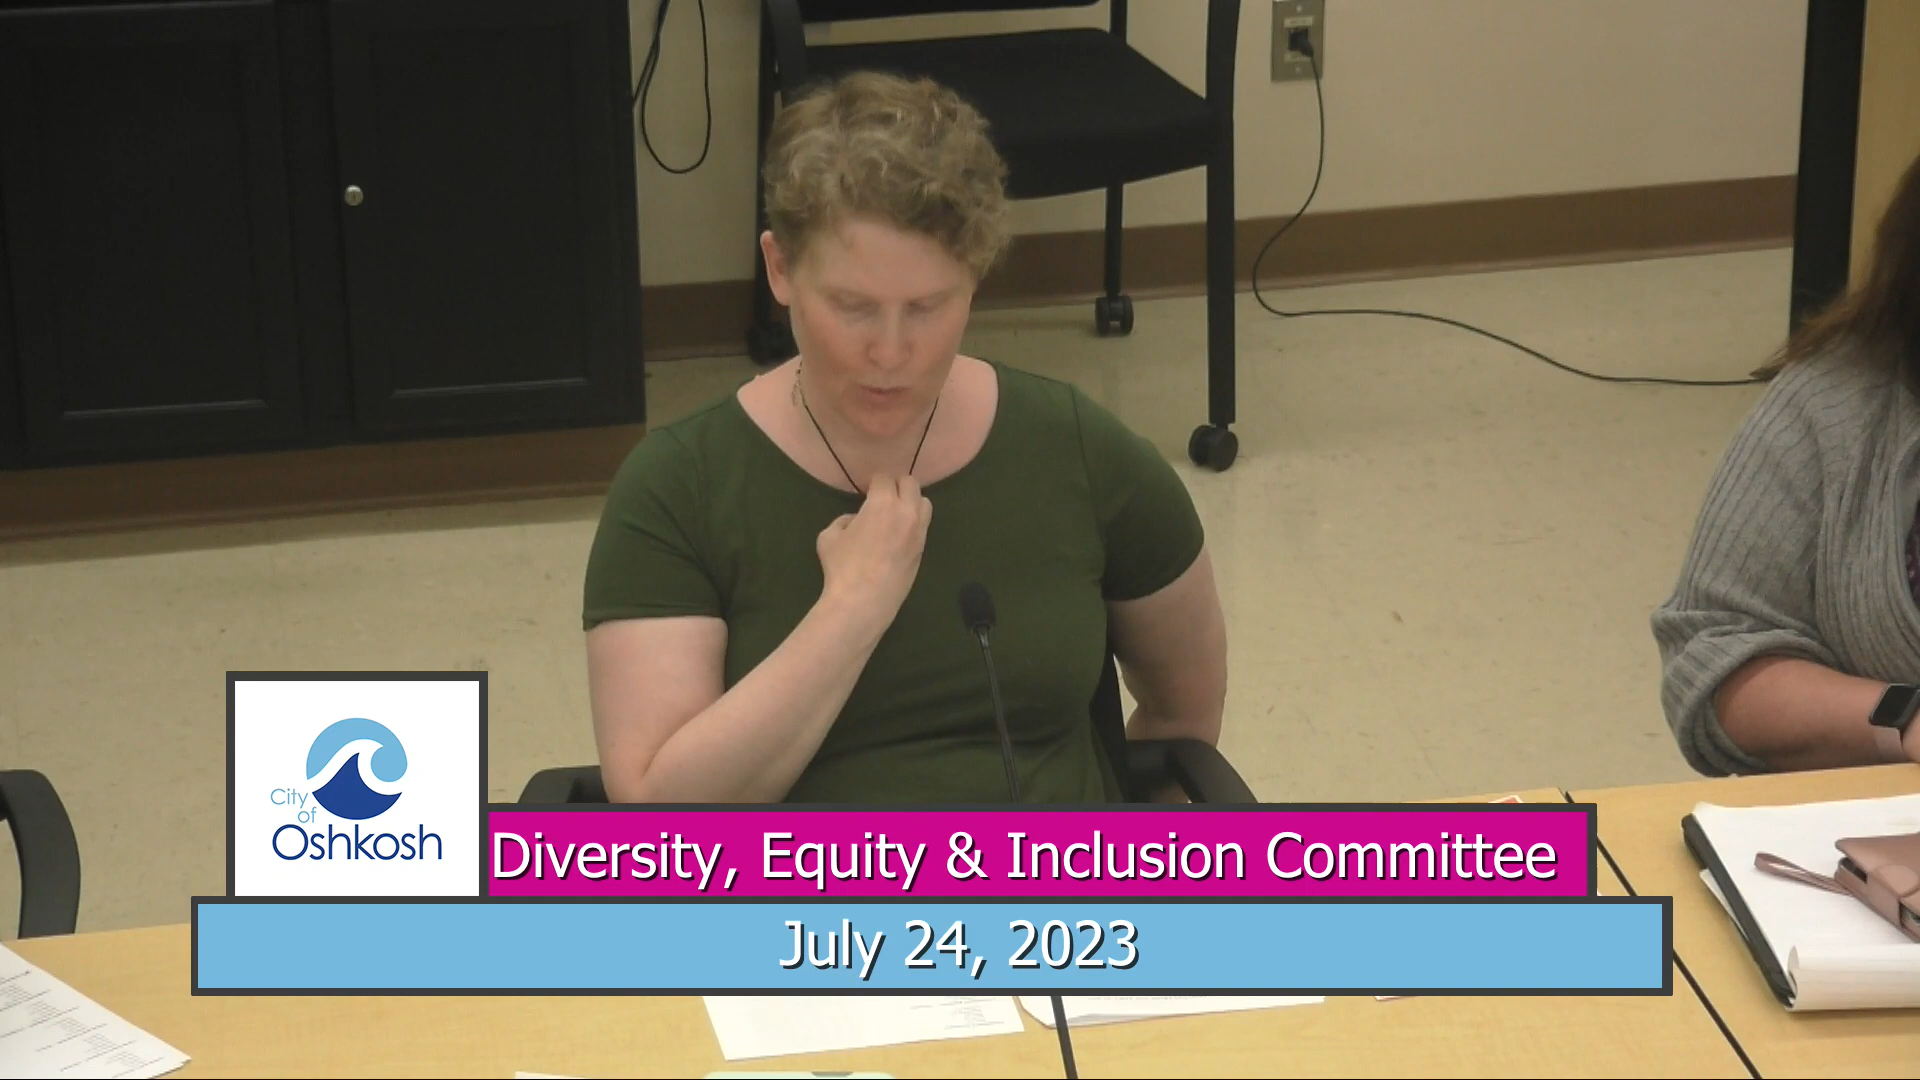 City
of
Oshkosh
Diversity, Equity & Inclusion Committee
July 24, 2023